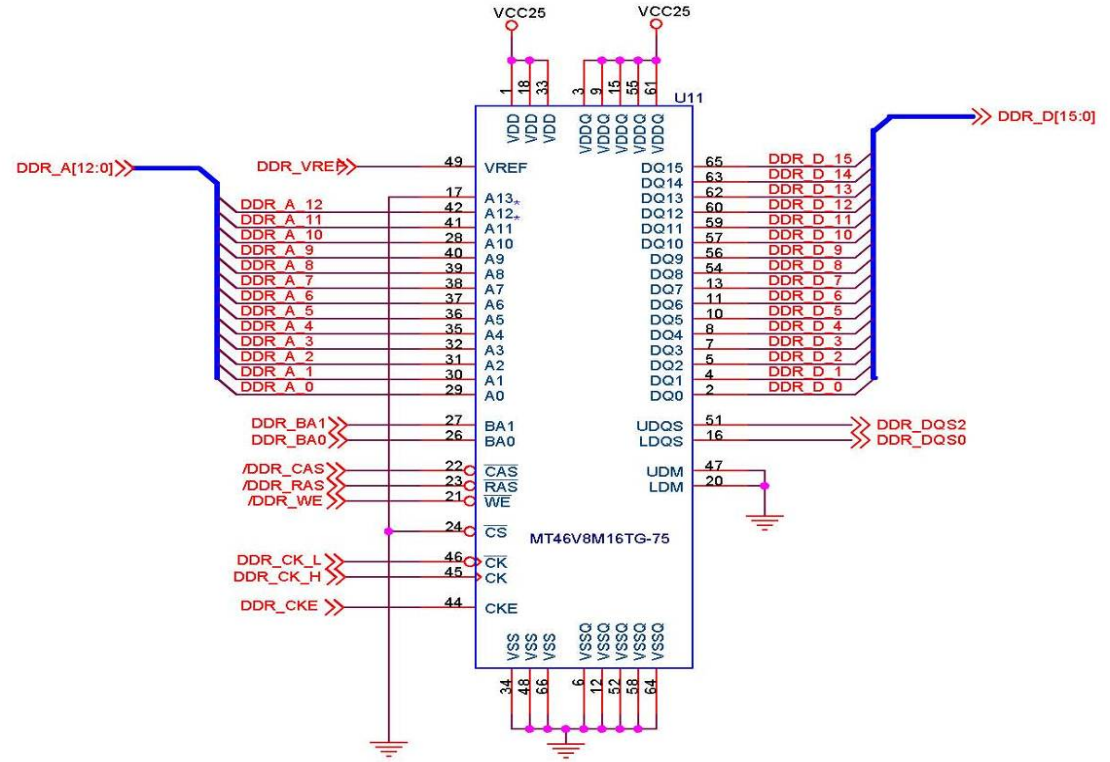 VCC25
VCC25
1
18
33
3
9
15
55
61
U11
VDD
VDD
VDD
VDDQ
VDDQ
VDDQ
VDDQ
VDDQ
DDR_D[15:0]
DDR_A[12:0]
DDR_VREF 49 VREF
17 A13*
DDR_A_12 42 A12*
DDR_A_11 41 A11
DDR_A_10 28 A10
DDR_A_9 40 A9
DDR_A_8 39 A8
DDR_A_7 38 A7
DDR_A_6 37 A6
DDR_A_5 36 A5
DDR_A_4 35 A4
DDR_A_3 32 A3
DDR_A_2 31 A2
DDR_A_1 30 A1
DDR_A_0 29 A0
DQ15 65 DDR_D_15
DQ14 63 DDR_D_14
DQ13 62 DDR_D_13
DQ12 60 DDR_D_12
DQ11 59 DDR_D_11
DQ10 57 DDR_D_10
DQ9 56 DDR_D_9
DQ8 54 DDR_D_8
DQ7 13 DDR_D_7
DQ6 11 DDR_D_6
DQ5 10 DDR_D_5
DQ4 8 DDR_D_4
DQ3 7 DDR_D_3
DQ2 5 DDR_D_2
DQ1 4 DDR_D_1
DQ0 2 DDR_D_0
DDR_BA1 27 BA1
DDR_BA0 26 BA0
UDQS 51 DDR_DQS2
LDQS 16 DDR_DQS0
/DDR_CAS 22 CAS
/DDR_RAS 23 RAS
/DDR_WE 21 WE
UDM 47
LDM 20
24 CS
MT46V8M16TG-75
DDR_CK_L 46 CK
DDR_CK_H 45 CK
DDR_CKE 44 CKE
VSS
VSS
VSS
VSSQ
VSSQ
VSSQ
VSSQ
VSSQ
34
48
66
6
12
52
58
64